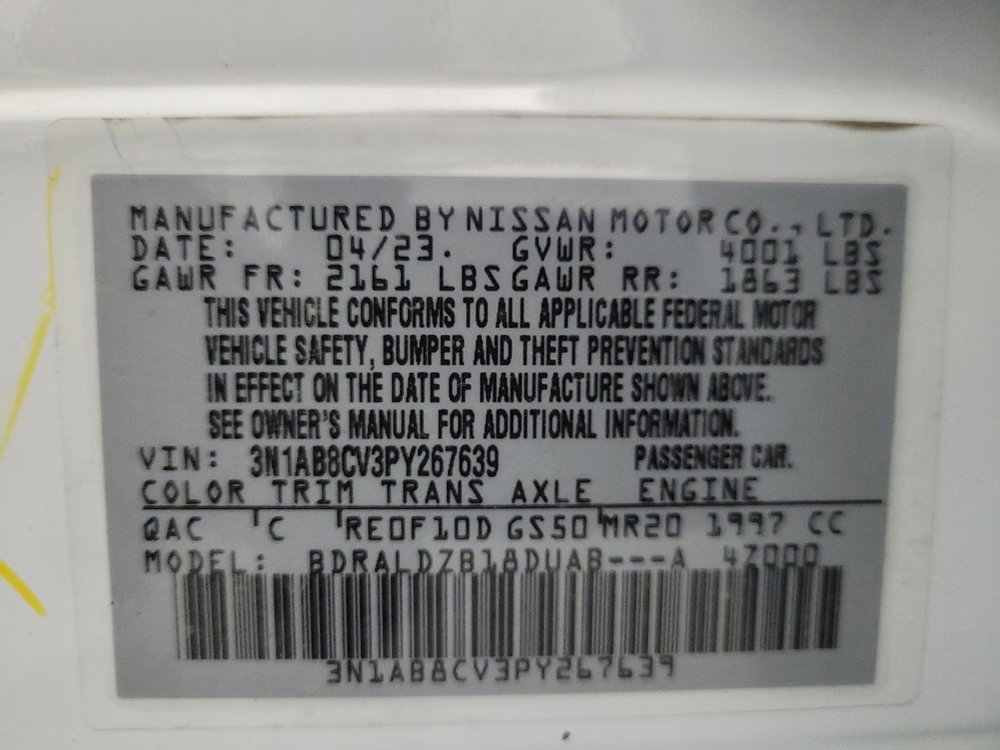 MANUFACTURED BY NISSAN MOTOR CO., LTD.
DATE: 04/23. GVWR: 4001 LBS
GAWR FR: 2161 LBS GAWR RR: 1863 LBS
THIS VEHICLE CONFORMS TO ALL APPLICABLE FEDERAL MOTOR
VEHICLE SAFETY, BUMPER AND THEFT PREVENTION STANDARDS
IN EFFECT ON THE DATE OF MANUFACTURE SHOWN ABOVE.
SEE OWNER'S MANUAL FOR ADDITIONAL INFORMATION.
VIN: 3N1AB8CV3PY267639 PASSENGER CAR.
COLOR TRIM TRANS AXLE ENGINE
QAC C RE0F10D GS50 MR20 1997 CC
MODEL: BDRALDZB18DUAB---A 4Z000
3N1AB8CV3PY267639